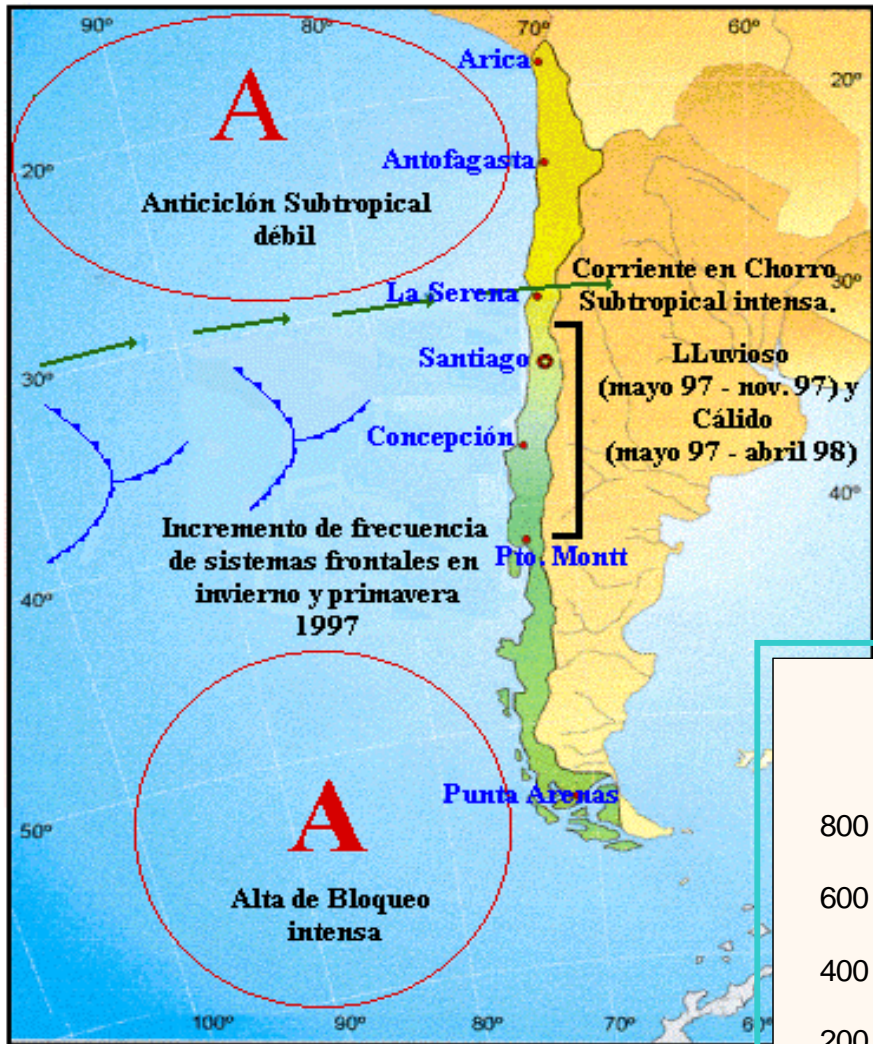 90º 80º 70º 60º
Arica
20º
A
Antofagasta
20º
Anticiclón Subtropical
débil
Corriente en Chorro
30º
La Serena
Subtropical intensa.
Santiago
LLuvioso
(mayo 97 - nov. 97) y
Cálido
(mayo 97 - abril 98)
30º
Concepción
40º
Incremento de frecuencia
de sistemas frontales en
invierno y primavera
1997
Pto. Montt
40º
Punta Arenas
A
50º
Alta de Bloqueo
intensa
100º 90º 80º 70º 60º
800
600
400
200